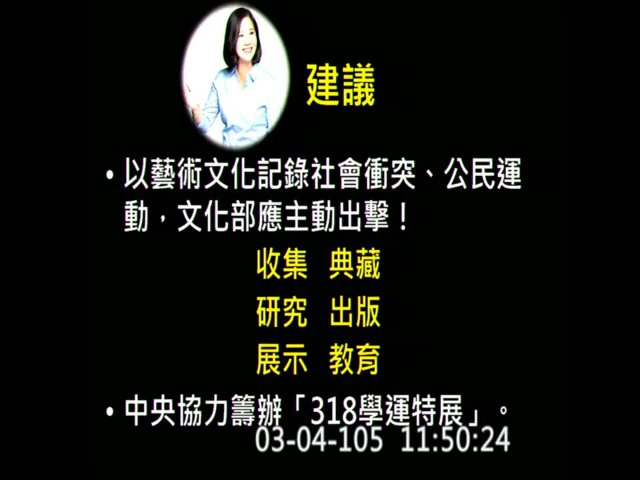 建議
• 以藝術文化記錄社會衝突、公民運
動，文化部應主動出擊！
收集 典藏
研究 出版
展示 教育
• 中央協力籌辦「318學運特展」。
03-04-105 11:50:24